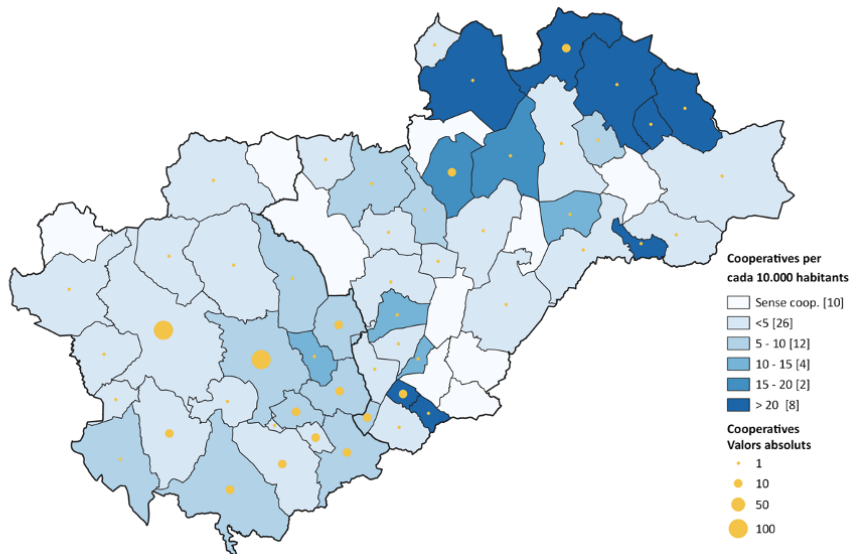 Cooperatives per
cada 10.000 habitants
Sense coop. [10]
<5 [26]
5 - 10 [12]
10 - 15 [4]
15 - 20 [2]
> 20 [8]
Cooperatives
Valors absoluts
1
10
50
100